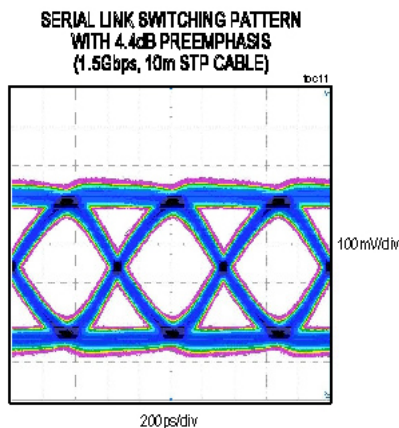 SERIAL LINK SWITCHING PATTERN
WITH 4.4dB PREEMPHASIS
(1.5Gbps, 10m STP CABLE)
toc11
100mV/div
200ps/div